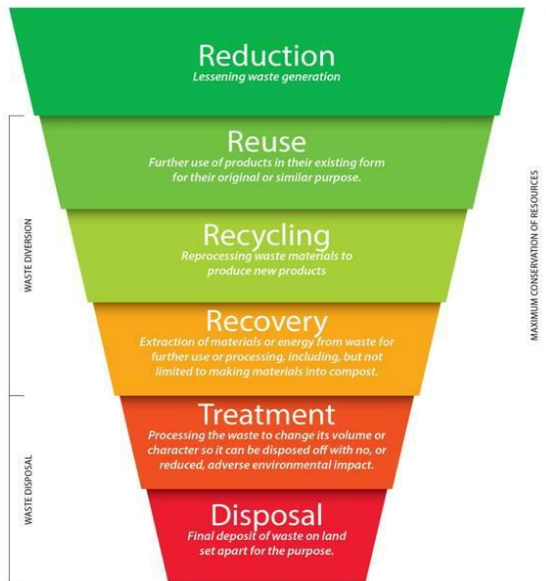 Reduction
Lessening waste generation
Reuse
Further use of products in their existing form
for their original or similar purpose.
Recycling
Reprocessing waste materials to
produce new products
Recovery
Extraction of materials or energy from waste for
further use or processing, including, but not
limited to making materials into compost.
Treatment
Processing the waste to change its volume or
character so it can be disposed off with no, or
reduced, adverse environmental impact.
Disposal
Final deposit of waste on land
set apart for the purpose.
WASTE DIVERSION
WASTE DISPOSAL
MAXIMUM CONSERVATION OF RESOURCES